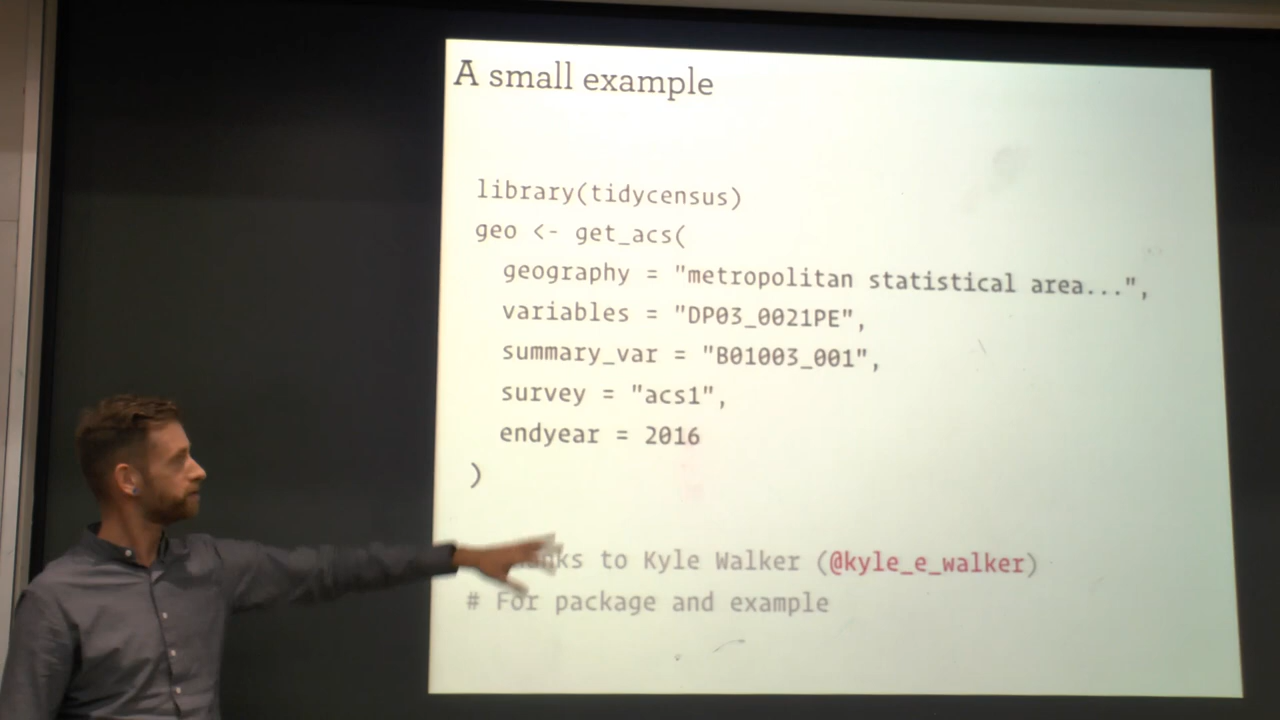 A small example
library(tidycensus)
geo <- get_acs(
geography = "metropolitan statistical area...",
variables = "DP03_0021PE",
summary_var = "B01003_001",
survey = "acs1",
endyear = 2016
)
to Kyle Walker (@kyle_e_walker)
# For package and example